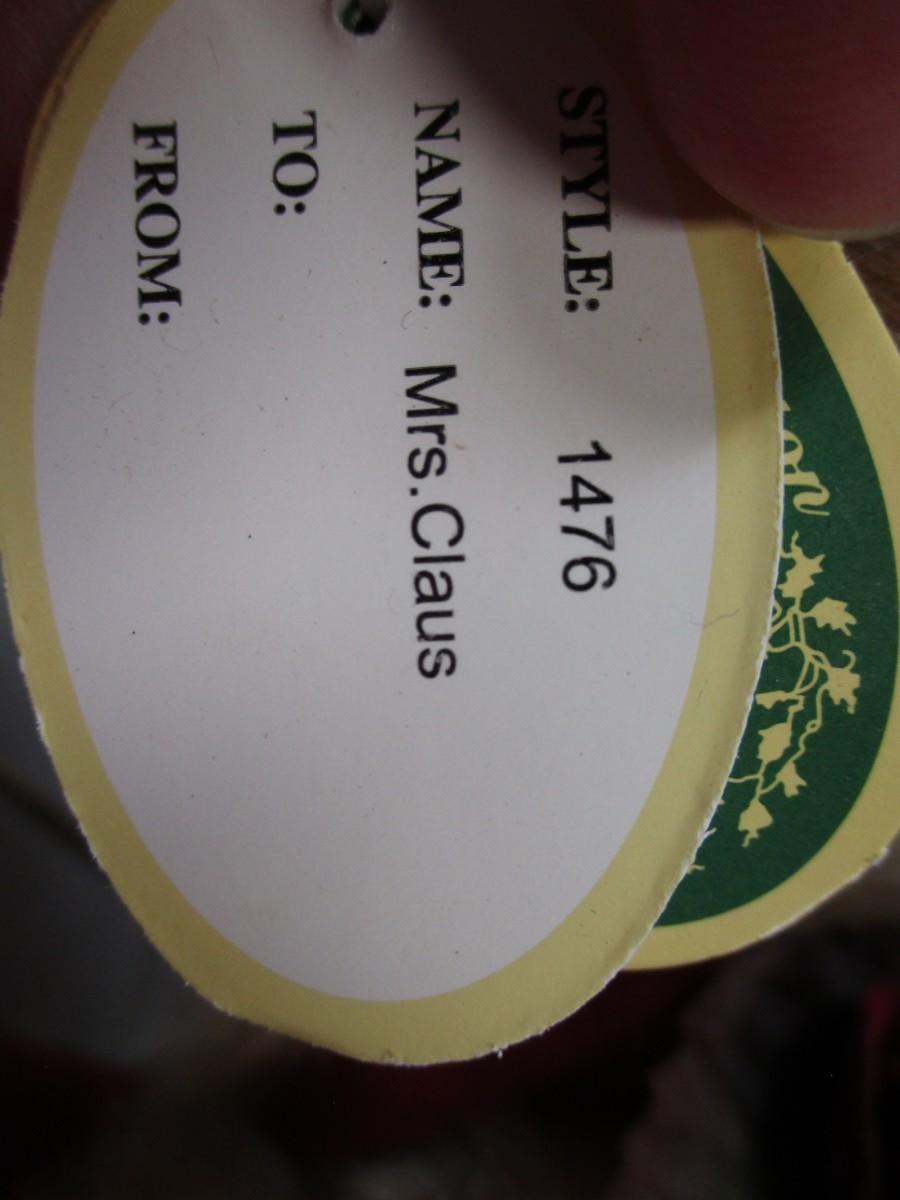 STYLE: 1476
NAME: Mrs.Claus
TO:
FROM: